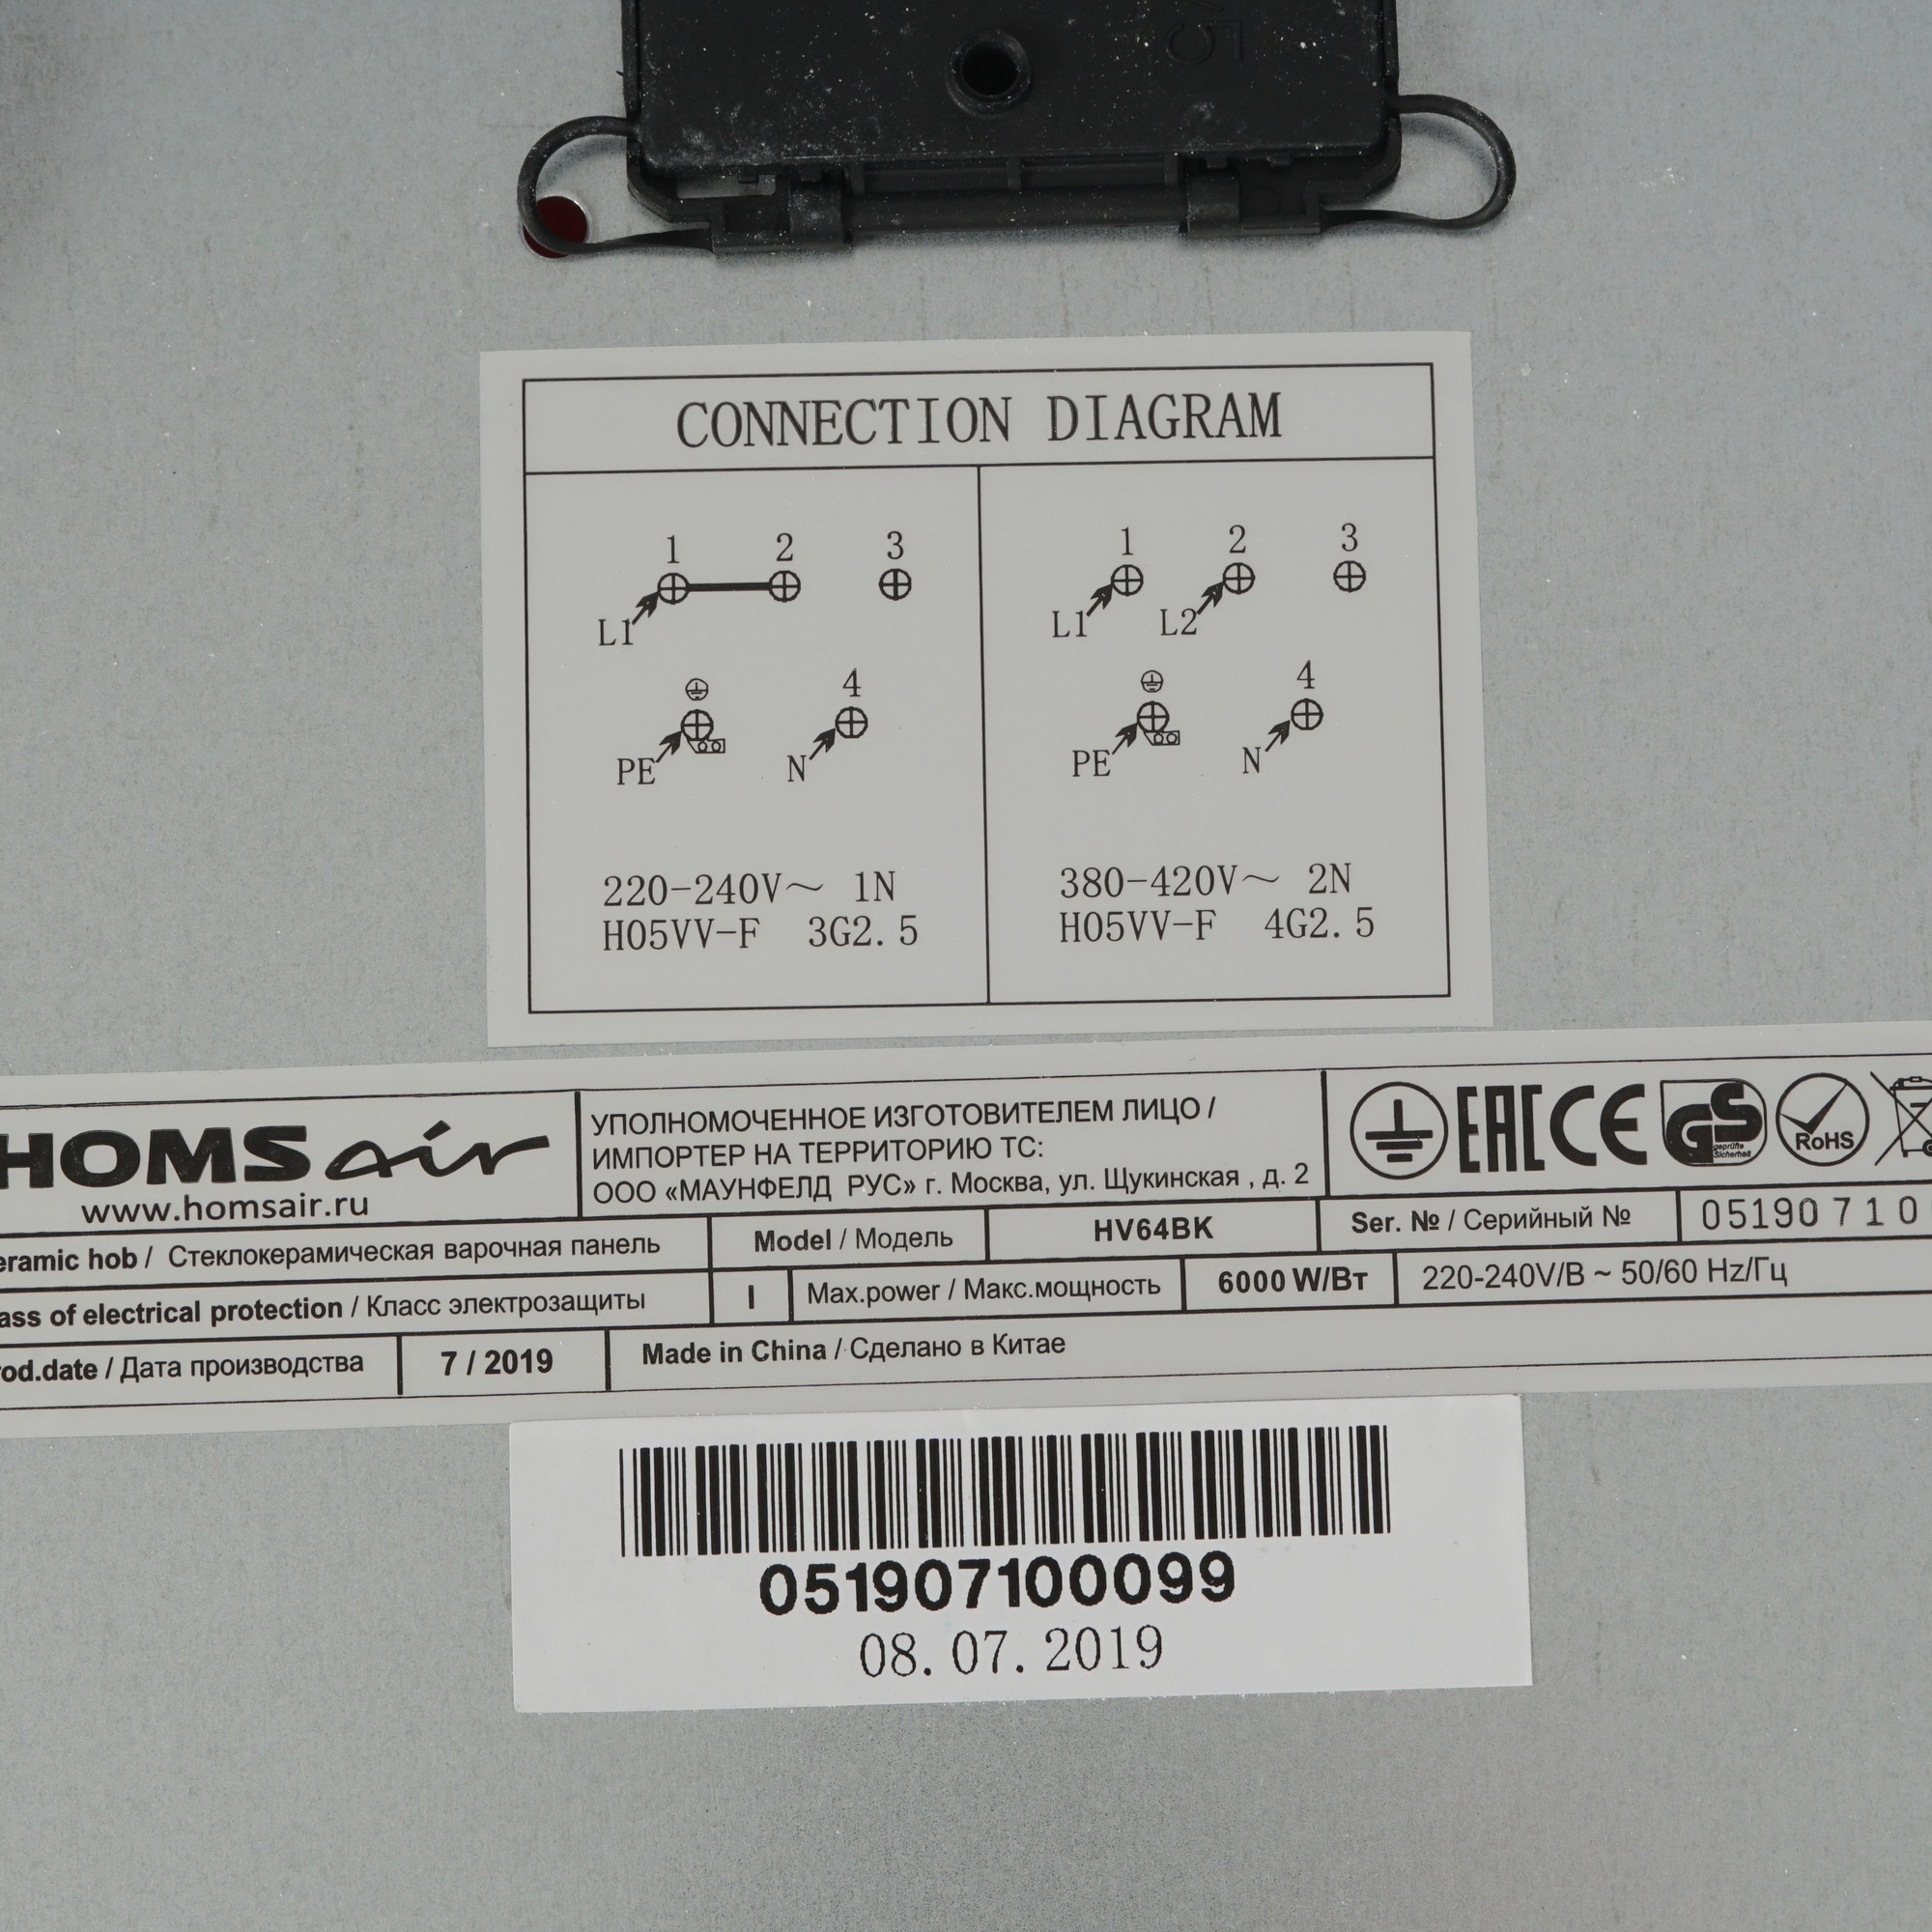 CONNECTION DIAGRAM
1 2 3
L1
4
PE N
220-240V～ 1N
H05VV-F 3G2.5
1 2 3
L1 L2
4
PE N
380-420V～ 2N
H05VV-F 4G2.5
HOMSair
www.homsair.ru
УПОЛНОМОЧЕННОЕ ИЗГОТОВИТЕЛЕМ ЛИЦО /
ИМПОРТЕР НА ТЕРРИТОРИЮ ТС:
ООО «МАУНФЕЛД РУС» г. Москва, ул. Щукинская , д. 2
EAC CE GS geprüfte Sicherheit RoHS
eramic hob / Стеклокерамическая варочная панель
Model / Модель HV64BK
Ser. № / Серийный № 05190710
ass of electrical protection / Класс электрозащиты I
Max.power / Макс.мощность 6000 W/Вт 220-240V/В ~ 50/60 Hz/Гц
rod.date / Дата производства 7 / 2019
Made in China / Сделано в Китае
051907100099
08.07.2019